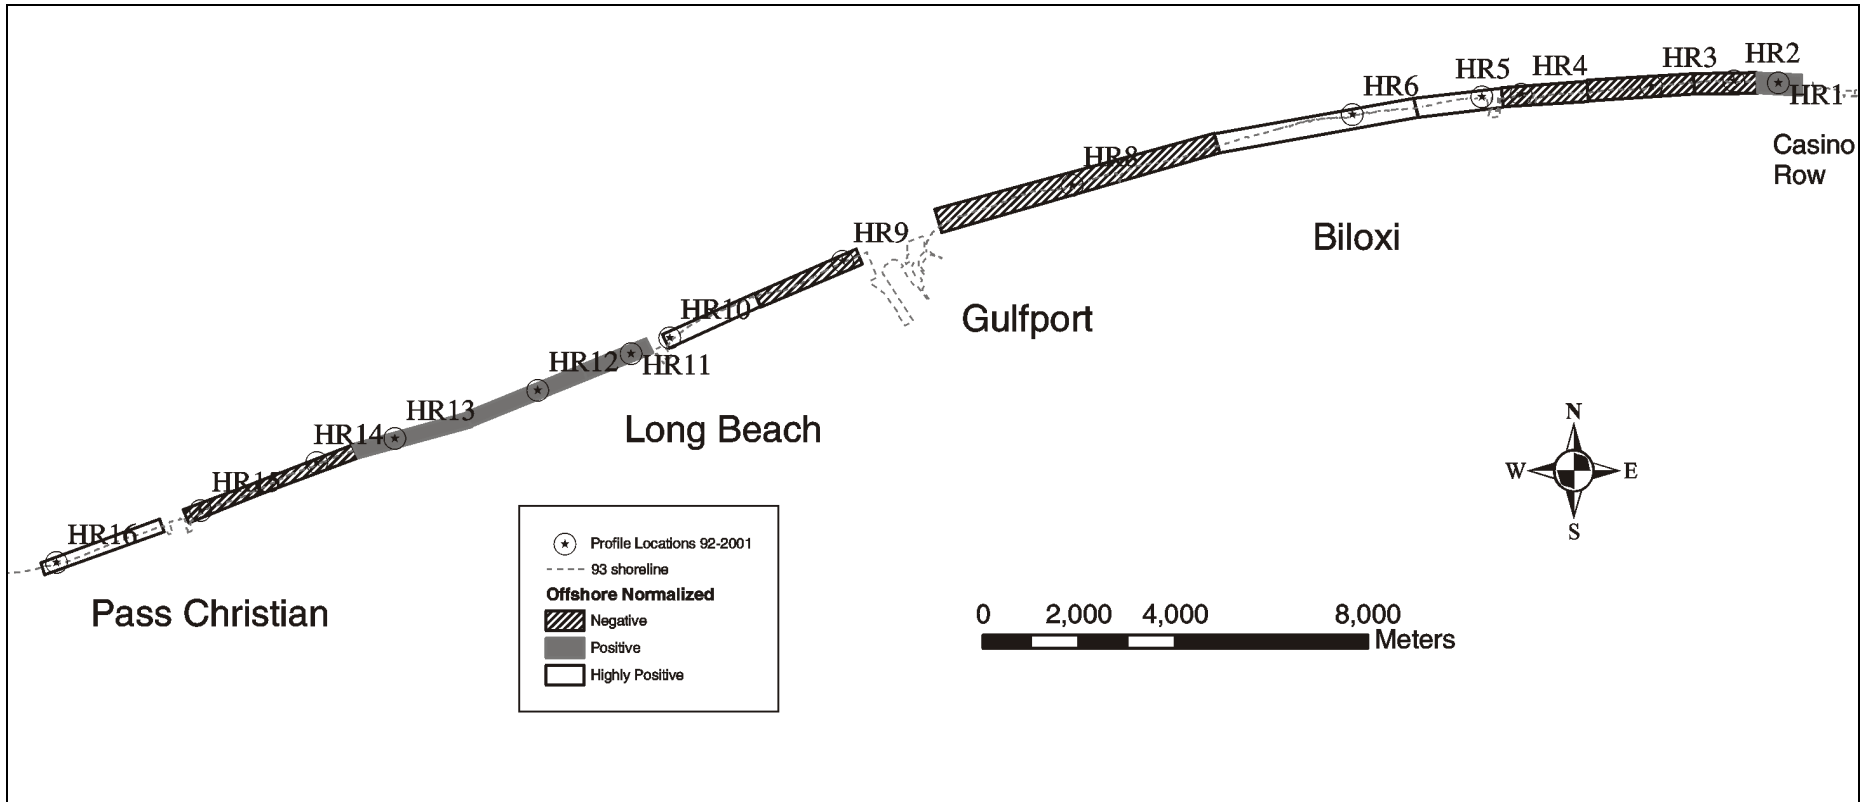 HR2
HR3
HR4
HR5
HR6
HR1
Casino
Row
HR8
Biloxi
HR9
HR10
Gulfport
HR12
HR11
HR13
Long Beach
HR14
HR15
HR16
Pass Christian
N
W E
S
Profile Locations 92-2001
93 shoreline
Offshore Normalized
Negative
Positive
Highly Positive
0 2,000 4,000 8,000
Meters